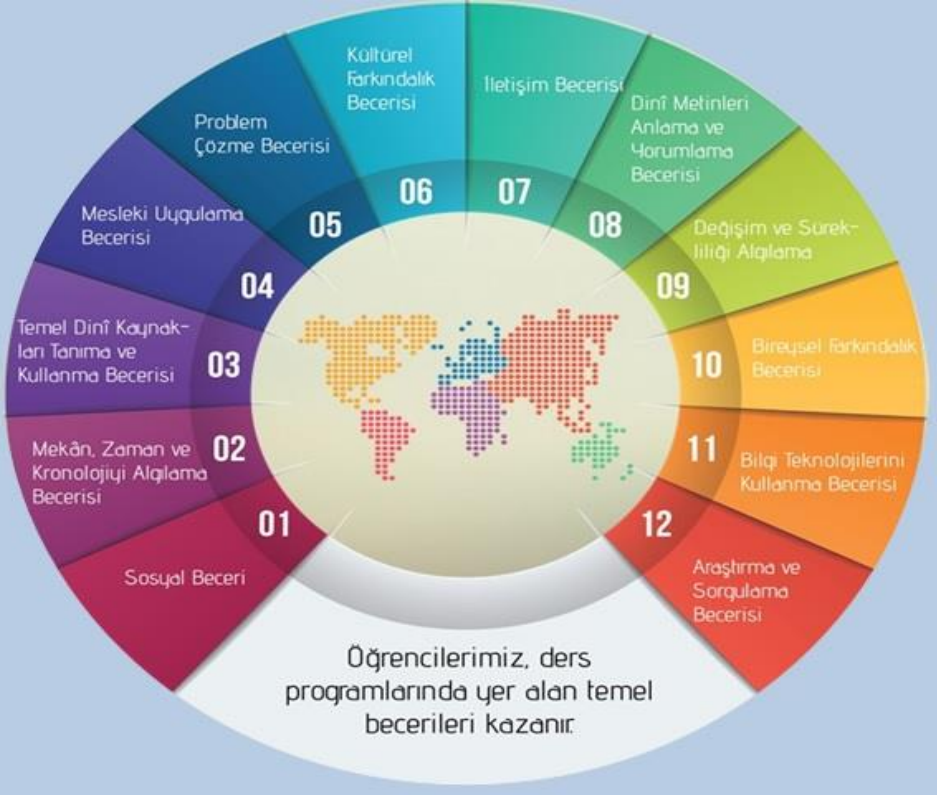 01
Sosyal Beceri
02
Mekân, Zaman ve
Kronolojiyi Algılama
Becerisi
03
Temel Dinî Kaynak-
ları Tanıma ve
Kullanma Becerisi
04
Mesleki Uygulama
Becerisi
05
Problem
Çözme Becerisi
06
Kültürel
Farkındalık
Becerisi
07
İletişim Becerisi
08
Dinî Metinleri
Anlama ve
Yorumlama
Becerisi
09
Değişim ve Sürek-
liliği Algılama
10
Bireysel Farkındalık
Becerisi
11
Bilgi Teknolojilerini
Kullanma Becerisi
12
Araştırma ve
Sorgulama
Becerisi
Öğrencilerimiz, ders
programlarında yer alan temel
becerileri kazanır.